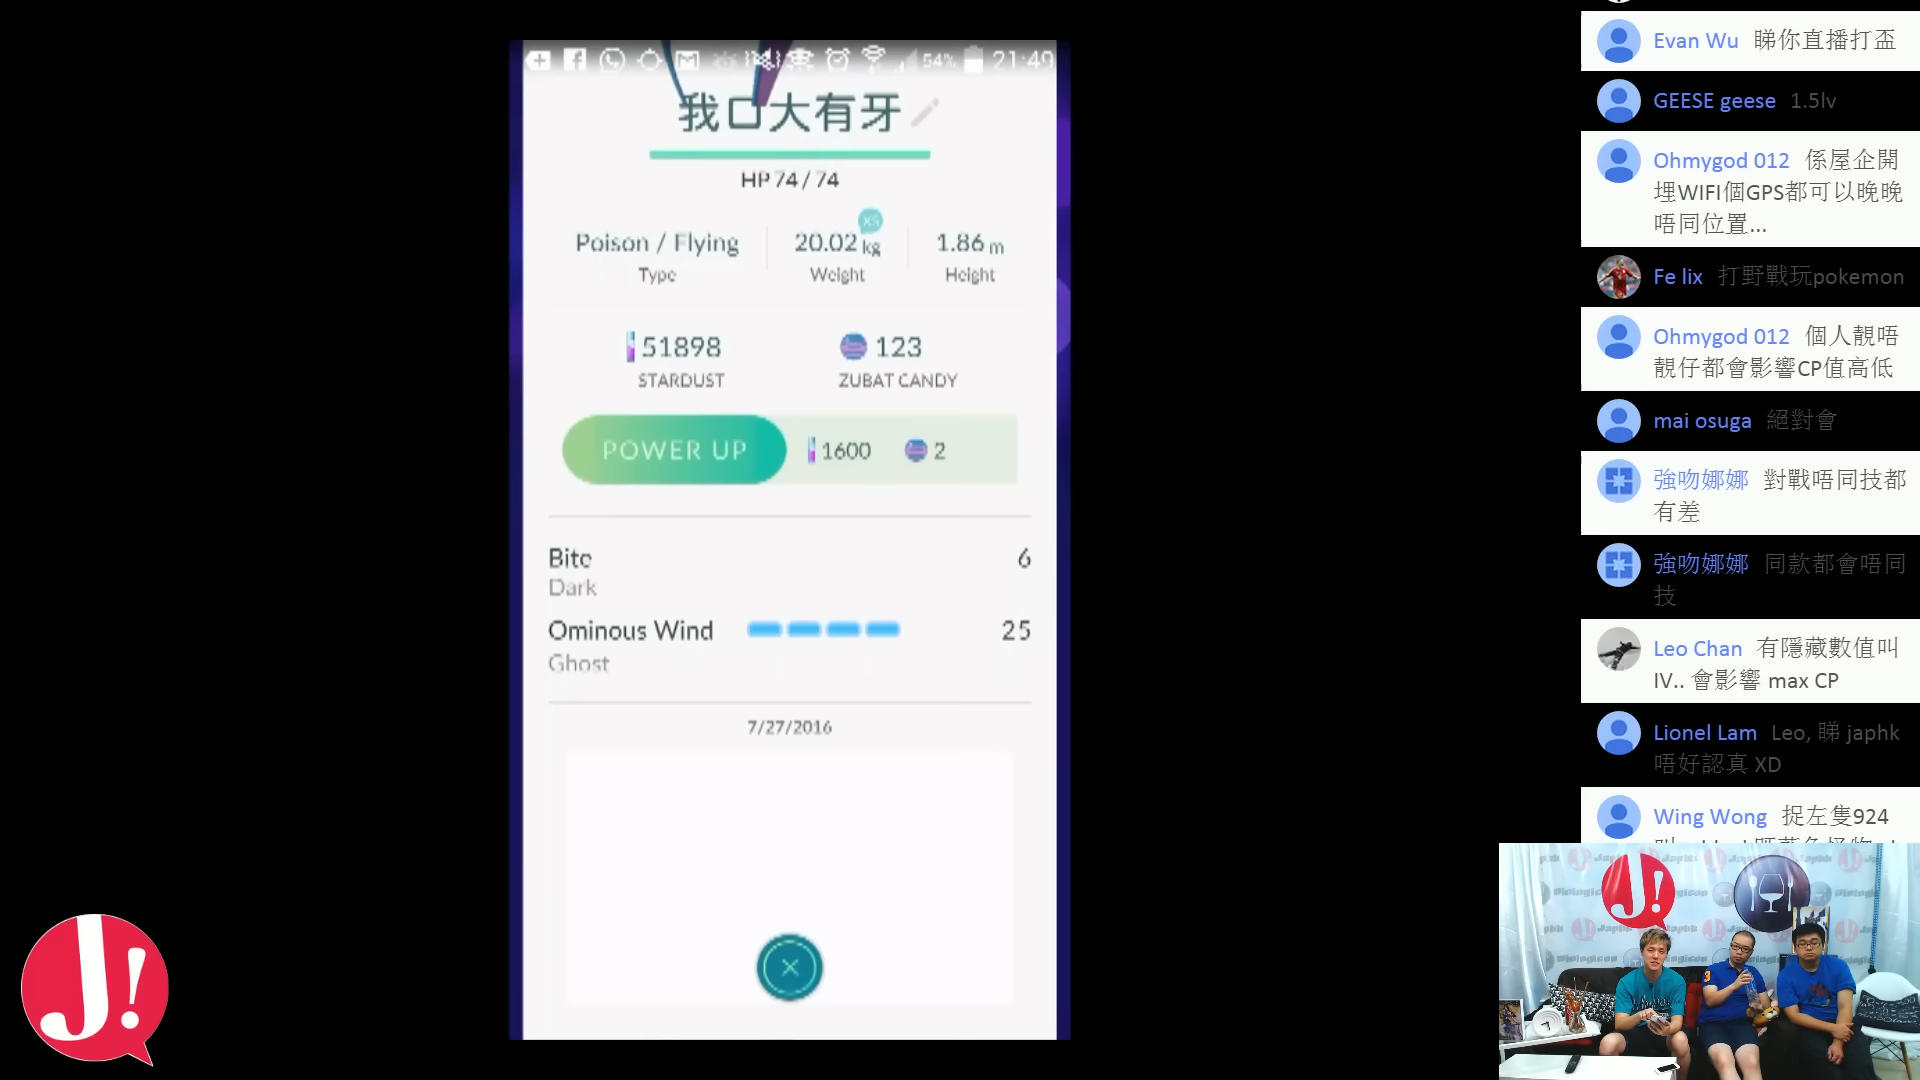 54% 21:49
我口大有牙
HP 74 / 74
XS
Poison / Flying
20.02 kg
1.86 m
Type
Weight
Height
51898
123
STARDUST
ZUBAT CANDY
POWER UP
1600
2
Bite
6
Dark
Ominous Wind
25
Ghost
7/27/2016
J!
Evan Wu 睇你直播打盃
GEESE geese 1.5lv
Ohmygod 012 係屋企開
埋WIFI個GPS都可以晚晚
唔同位置...
Fe lix 打野戰玩pokemon
Ohmygod 012 個人靚唔
靚仔都會影響CP值高低
mai osuga 絕對會
強吻娜娜 對戰唔同技都
有差
強吻娜娜 同款都會唔同
技
Leo Chan 有隱藏數值叫
IV.. 會影響 max CP
Lionel Lam Leo, 睇 japhk
唔好認真 XD
Wing Wong 捉左隻924
J!